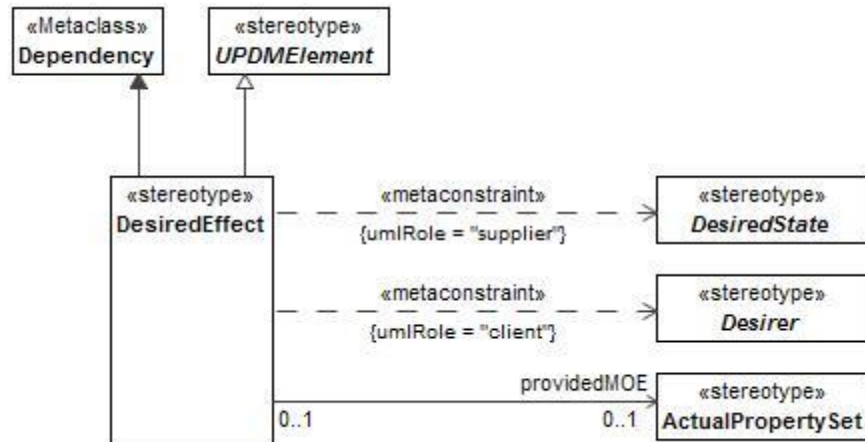 «Metaclass»
Dependency
«stereotype»
UPDMElement
«stereotype»
DesiredEffect
«metaconstraint»
{umlRole = "supplier"}
«stereotype»
DesiredState
«metaconstraint»
{umlRole = "client"}
«stereotype»
Desirer
providedMOE
0..1
0..1
«stereotype»
ActualPropertySet